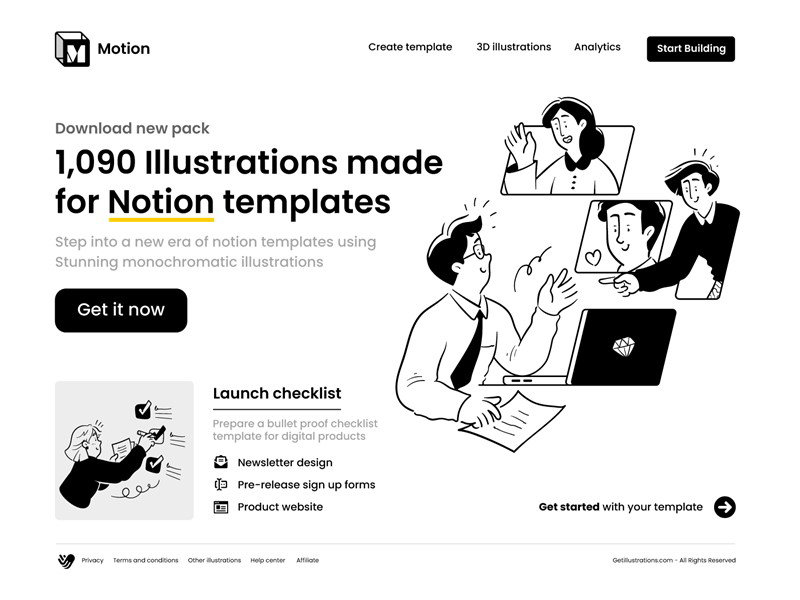 Motion
Create template
3D illustrations
Analytics
Start Building
Download new pack
1,090 Illustrations made
for Notion templates
Step into a new era of notion templates using
Stunning monochromatic illustrations
Get it now
Launch checklist
Prepare a bullet proof checklist
template for digital products
Newsletter design
Pre-release sign up forms
Product website
Get started with your template
Privacy
Terms and conditions
Other illustrations
Help center
Affiliate
Getillustrations.com - All Rights Reserved